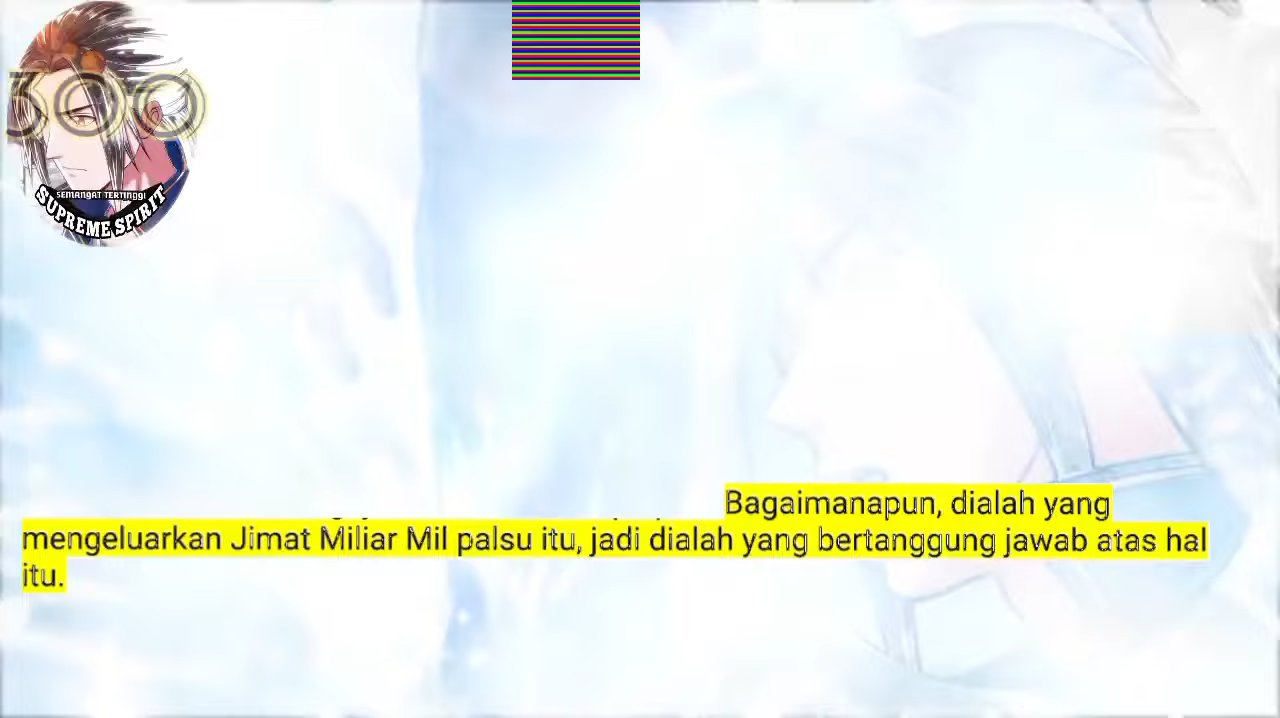 300
SEMANGAT TERTINGGI
SUPREME SPIRIT
Bagaimanapun, dialah yang
mengeluarkan Jimat Miliar Mil palsu itu, jadi dialah yang bertanggung jawab atas hal
itu.